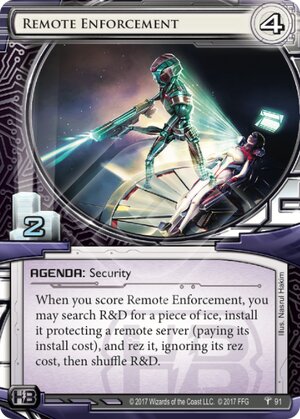 REMOTE ENFORCEMENT
4
2
AGENDA: Security
When you score Remote Enforcement, you
may search R&D for a piece of ice, install
it protecting a remote server (paying its
install cost), and rez it, ignoring its rez
cost, then shuffle R&D.
Illus. Nasrul Hakim
HB
© 2017 Wizards of the Coast LLC. © 2017 FFG
91